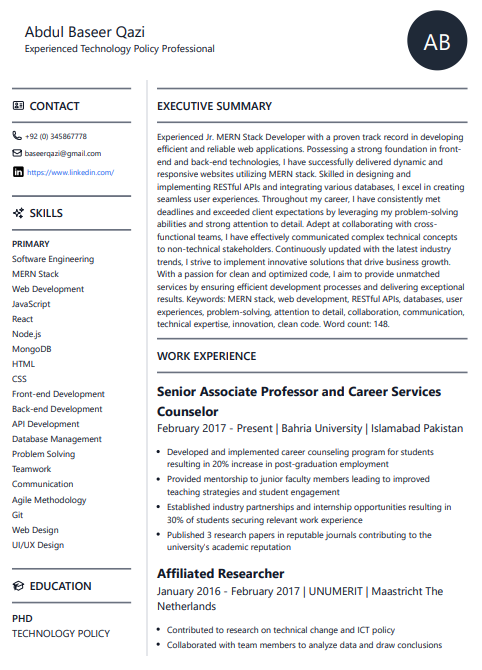 Abdul Baseer Qazi
Experienced Technology Policy Professional
AB
CONTACT
+92 (0) 345867778
baseerqazi@gmail.com
https://www.linkedin.com/
SKILLS
PRIMARY
Software Engineering
MERN Stack
Web Development
JavaScript
React
Node.js
MongoDB
HTML
CSS
Front-end Development
Back-end Development
API Development
Database Management
Problem Solving
Teamwork
Communication
Agile Methodology
Git
Web Design
UI/UX Design
EDUCATION
PHD
TECHNOLOGY POLICY
EXECUTIVE SUMMARY
Experienced Jr. MERN Stack Developer with a proven track record in developing
efficient and reliable web applications. Possessing a strong foundation in front-
end and back-end technologies, I have successfully delivered dynamic and
responsive websites utilizing MERN stack. Skilled in designing and
implementing RESTful APIs and integrating various databases, I excel in creating
seamless user experiences. Throughout my career, I have consistently met
deadlines and exceeded client expectations by leveraging my problem-solving
abilities and strong attention to detail. Adept at collaborating with cross-
functional teams, I have effectively communicated complex technical concepts
to non-technical stakeholders. Continuously updated with the latest industry
trends, I strive to implement innovative solutions that drive business growth.
With a passion for clean and optimized code, I aim to provide unmatched
services by ensuring efficient development processes and delivering exceptional
results. Keywords: MERN stack, web development, RESTful APIs, databases, user
experiences, problem-solving, attention to detail, collaboration, communication,
technical expertise, innovation, clean code. Word count: 148.
WORK EXPERIENCE
Senior Associate Professor and Career Services
Counselor
February 2017 - Present | Bahria University | Islamabad Pakistan
• Developed and implemented career counseling program for students
resulting in 20% increase in post-graduation employment
• Provided mentorship to junior faculty members leading to improved
teaching strategies and student engagement
• Established industry partnerships and internship opportunities resulting in
30% of students securing relevant work experience
• Published 3 research papers in reputable journals contributing to the
university's academic reputation
Affiliated Researcher
January 2016 - February 2017 | UNUMERIT | Maastricht The
Netherlands
• Contributed to research on technical change and ICT policy
• Collaborated with team members to analyze data and draw conclusions